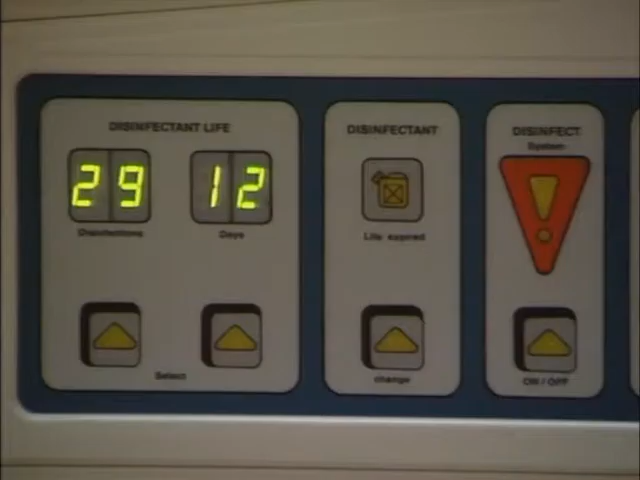 DISINFECTANT LIFE
29 12
Disinfections Days
Select
DISINFECTANT
Life expired
change
DISINFECT
System
!
ON / OFF